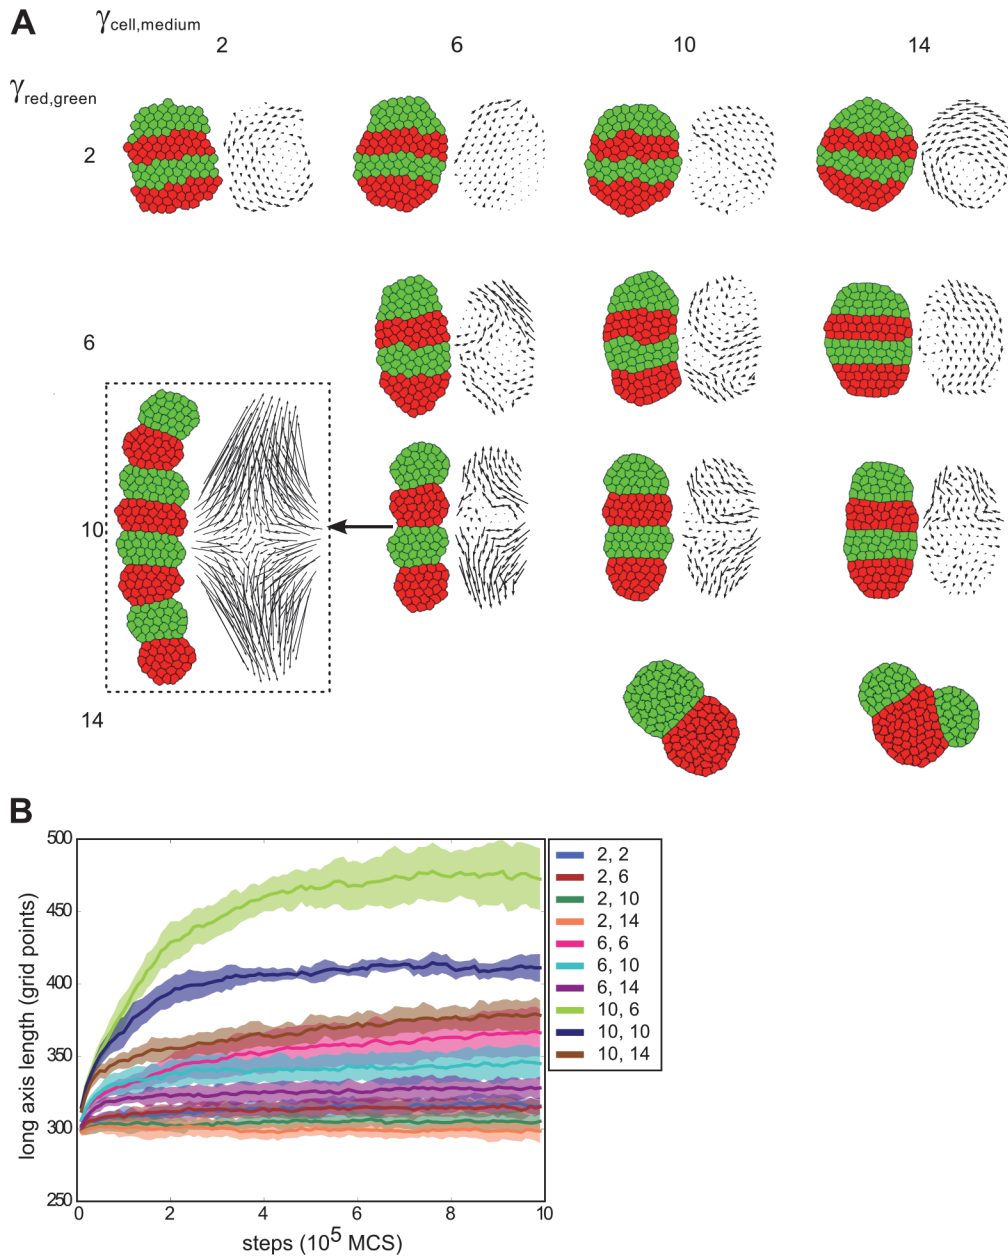 A
γcell,medium
2 6 10 14
γred,green
2
6
10
14
B
500
450
400
350
300
250
0 2 4 6 8 10
long axis length (grid points)
steps (10⁵ MCS)
2, 2
2, 6
2, 10
2, 14
6, 6
6, 10
6, 14
10, 6
10, 10
10, 14